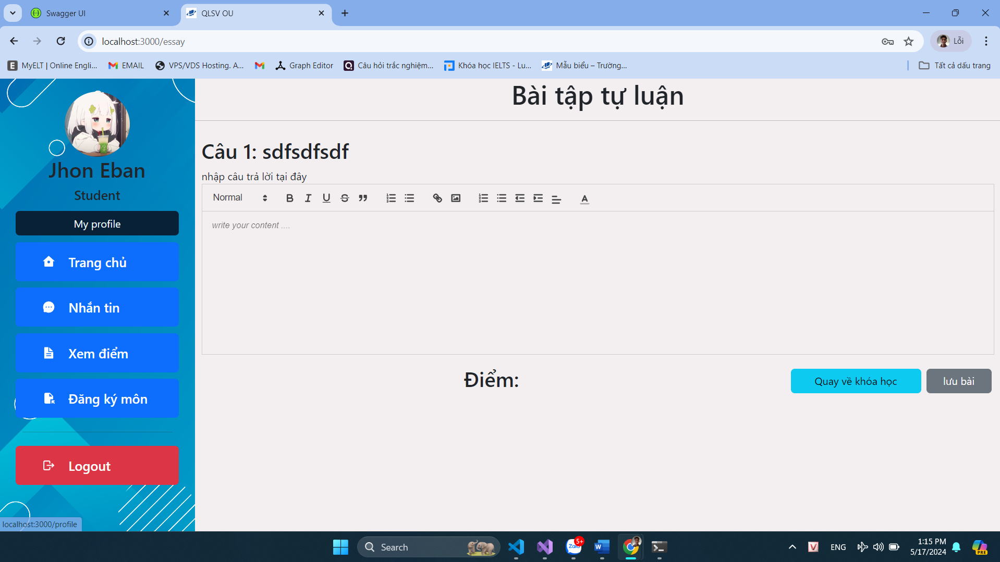 Swagger UI
QLSV OU
localhost:3000/essay
Lỗi
MyELT | Online Engli...
EMAIL
VPS/VDS Hosting. A...
Graph Editor
Câu hỏi trắc nghiệm...
Khóa học IELTS - Lu...
Mẫu biểu – Trường...
Tất cả dấu trang
Jhon Eban
Student
My profile
Trang chủ
Nhắn tin
Xem điểm
Đăng ký môn
Logout
localhost:3000/profile
Bài tập tự luận
Câu 1: sdfsdfsdf
nhập câu trả lời tại đây
Normal
write your content ....
Điểm:
Quay về khóa học
lưu bài
Search
Zalo
5+
ENG
1:15 PM
5/17/2024
PRE